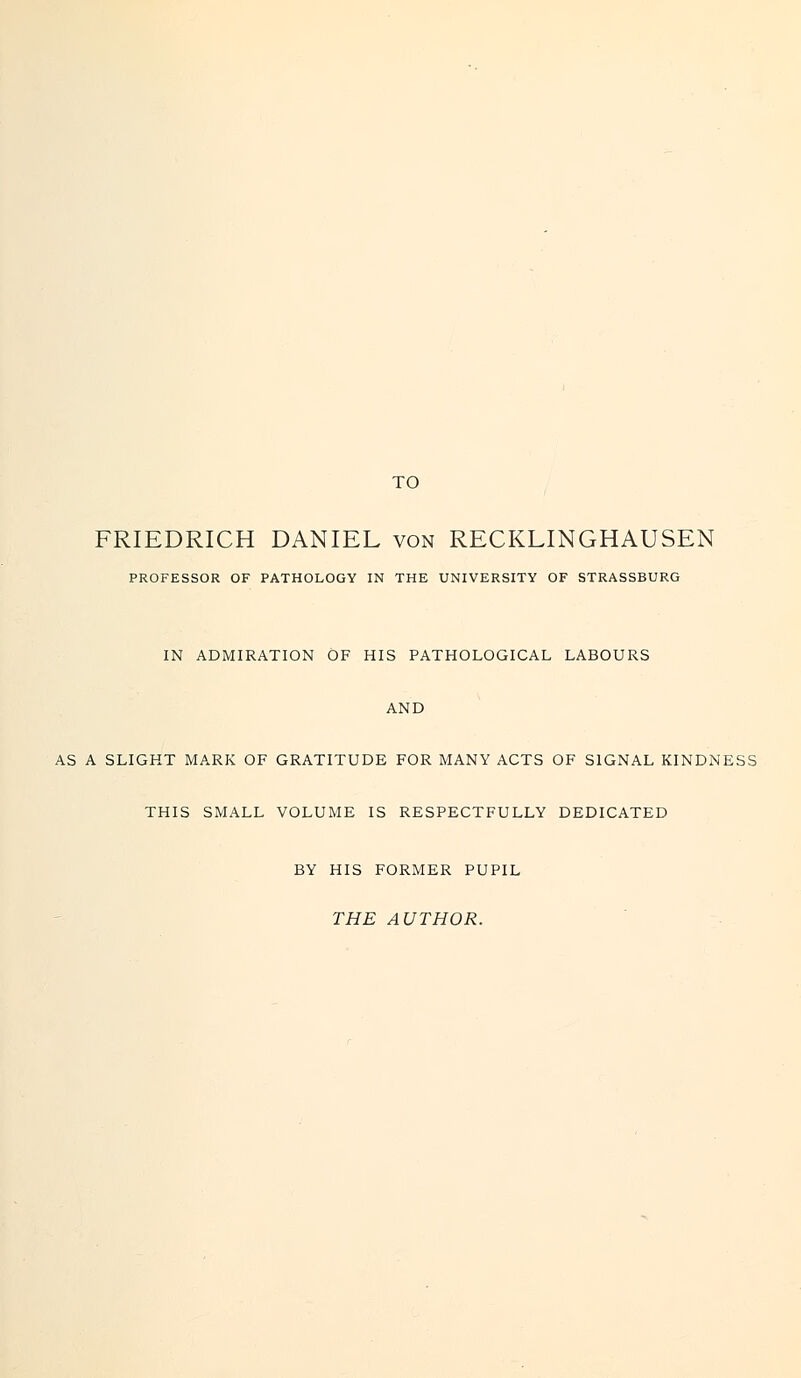 TO
FRIEDRICH DANIEL VON RECKLINGHAUSEN
PROFESSOR OF PATHOLOGY IN THE UNIVERSITY OF STRASSBURG
IN ADMIRATION OF HIS PATHOLOGICAL LABOURS
AND
AS A SLIGHT MARK OF GRATITUDE FOR MANY ACTS OF SIGNAL KINDNESS
THIS SMALL VOLUME IS RESPECTFULLY DEDICATED
BY HIS FORMER PUPIL
THE AUTHOR.